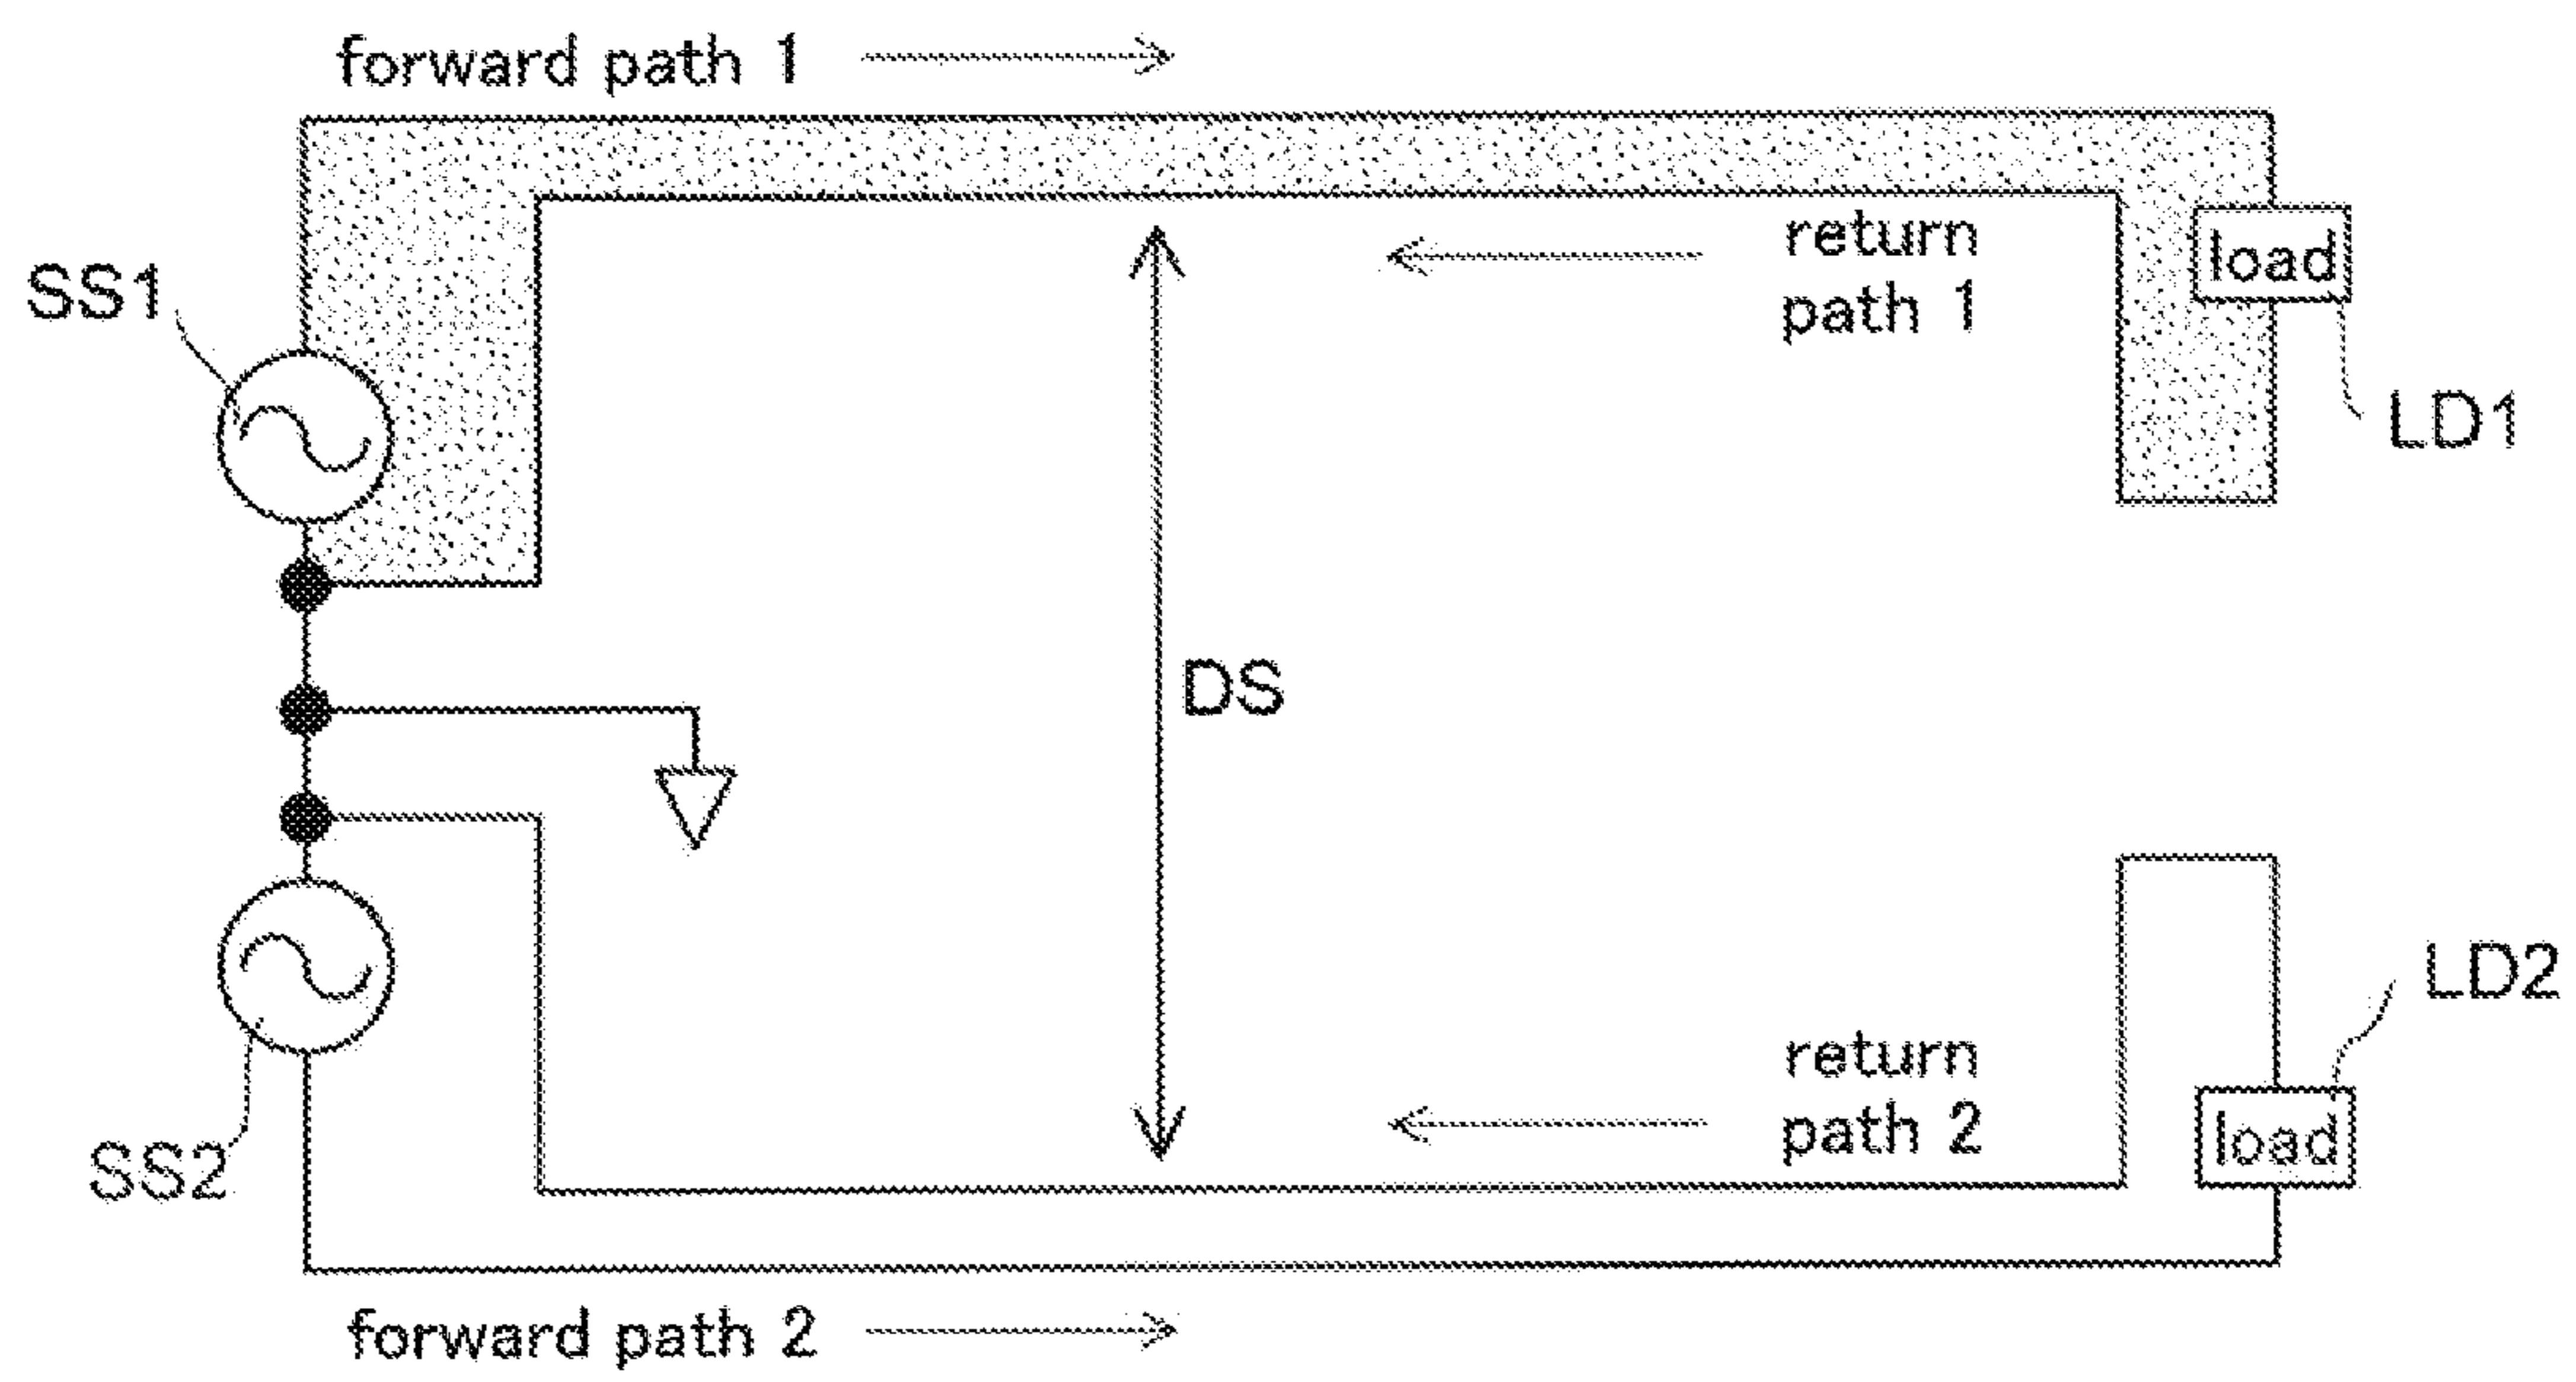 forward path 1
SS1
return
path 1
load
LD1
DS
LD2
return
path 2
load
SS2
forward path 2